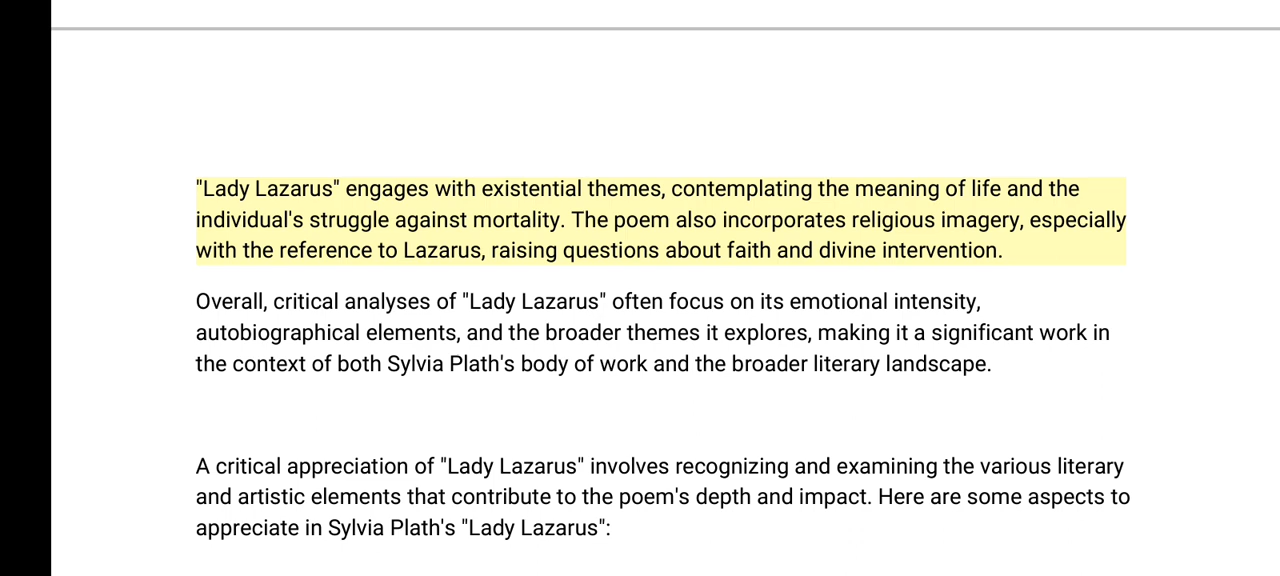 "Lady Lazarus" engages with existential themes, contemplating the meaning of life and the
individual's struggle against mortality. The poem also incorporates religious imagery, especially
with the reference to Lazarus, raising questions about faith and divine intervention.
Overall, critical analyses of "Lady Lazarus" often focus on its emotional intensity,
autobiographical elements, and the broader themes it explores, making it a significant work in
the context of both Sylvia Plath's body of work and the broader literary landscape.
A critical appreciation of "Lady Lazarus" involves recognizing and examining the various literary
and artistic elements that contribute to the poem's depth and impact. Here are some aspects to
appreciate in Sylvia Plath's "Lady Lazarus":